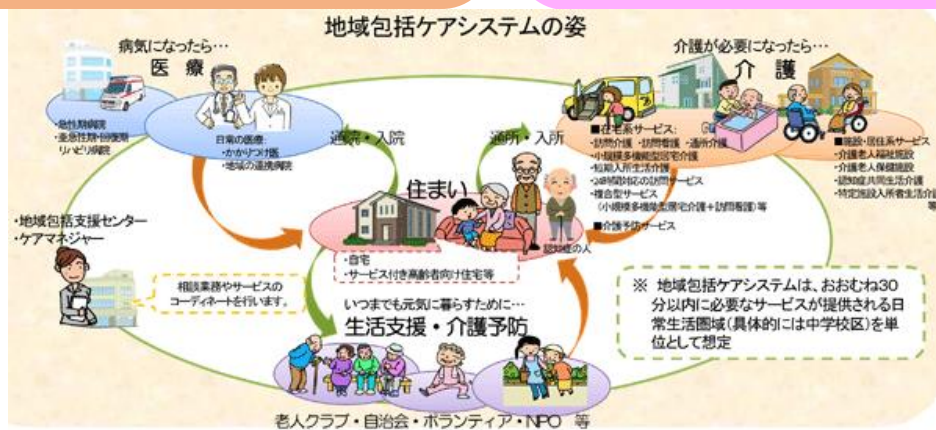 地域包括ケアシステムの姿
病気になったら…
医 療
・急性期病院
・亜急性期・回復期
リハビリ病院
日常の医療:
・かかりつけ医
・地域の連携病院
通院・入院
介護が必要になったら…
介 護
通所・入所
■在宅系サービス:
・訪問介護 ・訪問看護 ・通所介護
・小規模多機能型居宅介護
・短期入所生活介護
・24時間対応の訪問サービス
・複合型サービス
(小規模多機能型居宅介護+訪問看護)等
■介護予防サービス
■施設・居住系サービス
・介護老人福祉施設
・介護老人保健施設
・認知症共同生活介護
・特定施設入所者生活介護
等
住まい
認知症の人
・自宅
・サービス付き高齢者向け住宅等
・地域包括支援センター
・ケアマネジャー
相談業務やサービスの
コーディネートを行います。
いつまでも元気に暮らすために…
生活支援・介護予防
老人クラブ・自治会・ボランティア・NPO 等
※ 地域包括ケアシステムは、おおむね30
分以内に必要なサービスが提供される日
常生活圏域(具体的には中学校区)を単
位として想定